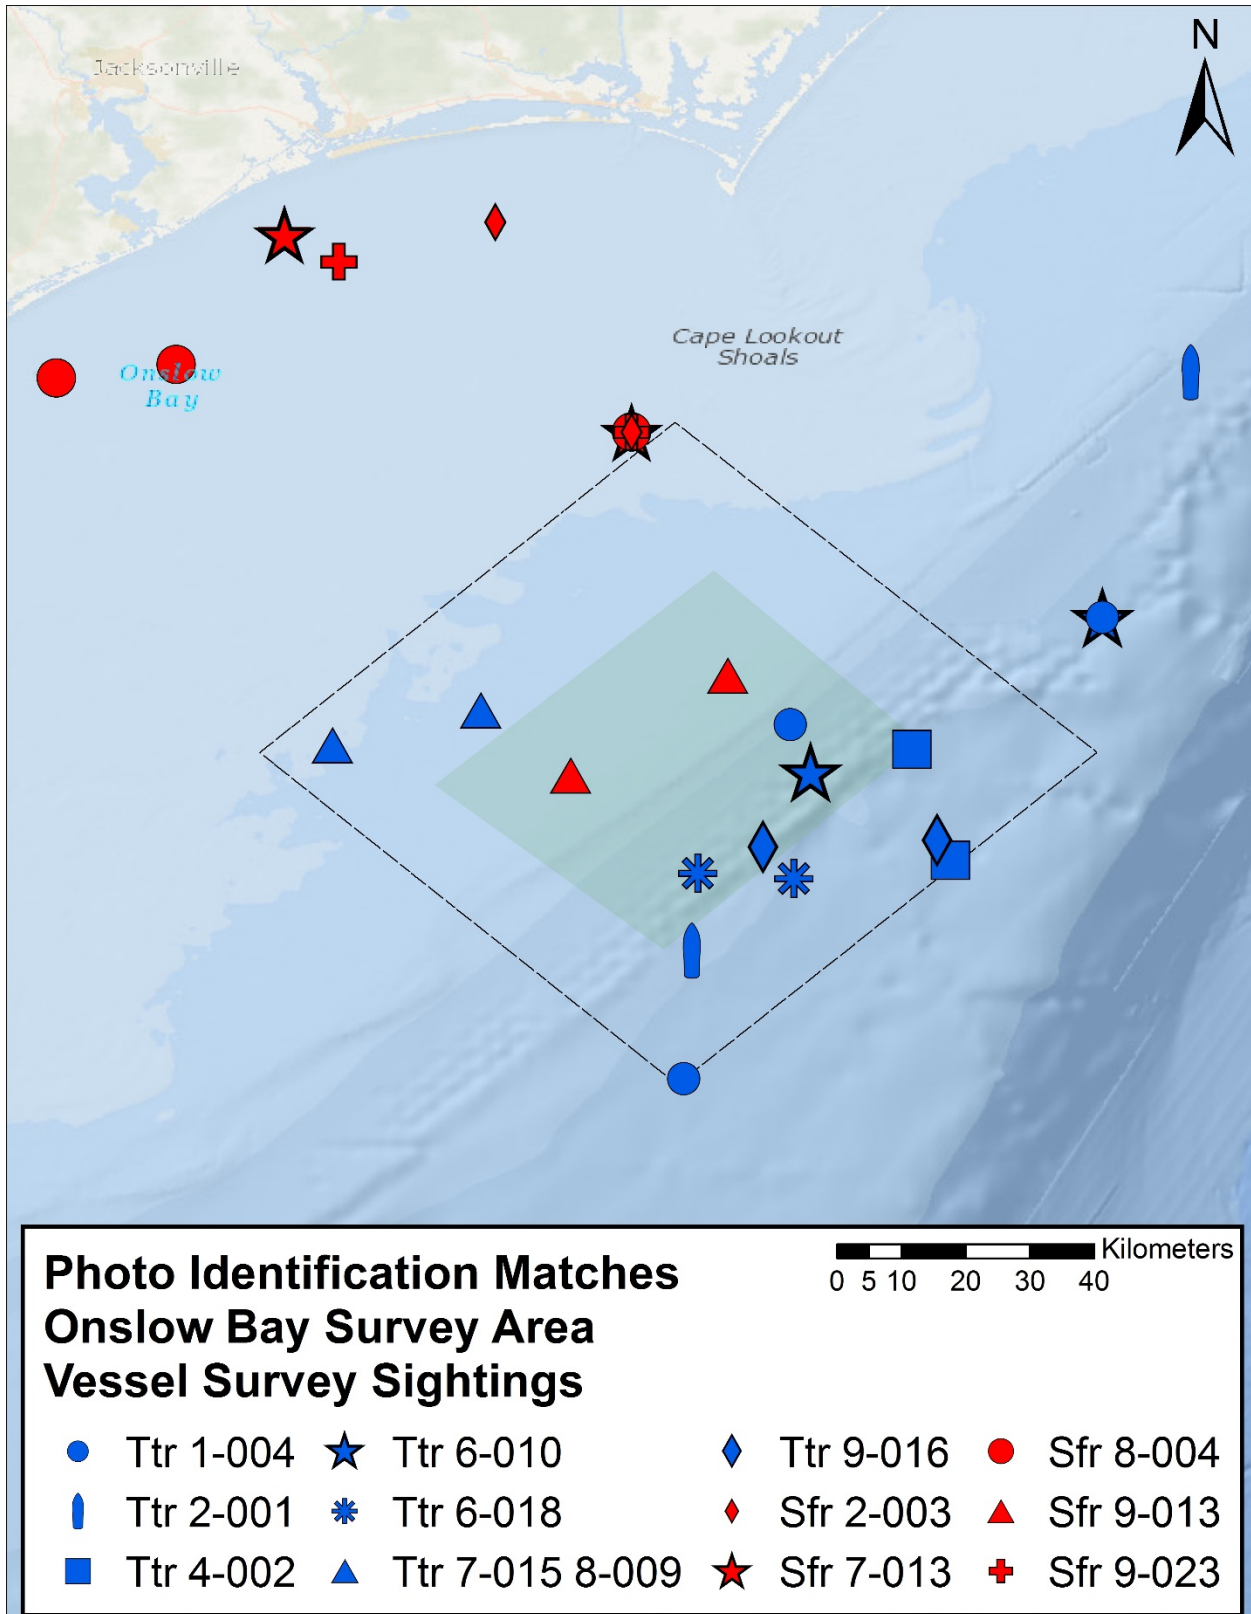 N
Jacksonville
Cape Lookout
Shoals
Onslow
Bay
Photo Identification Matches
Onslow Bay Survey Area
Vessel Survey Sightings
Kilometers
0 5 10 20 30 40
Ttr 1-004 Ttr 6-010 Ttr 9-016 Sfr 8-004
Ttr 2-001 Ttr 6-018 Sfr 2-003 Sfr 9-013
Ttr 4-002 Ttr 7-015 8-009 Sfr 7-013 Sfr 9-023